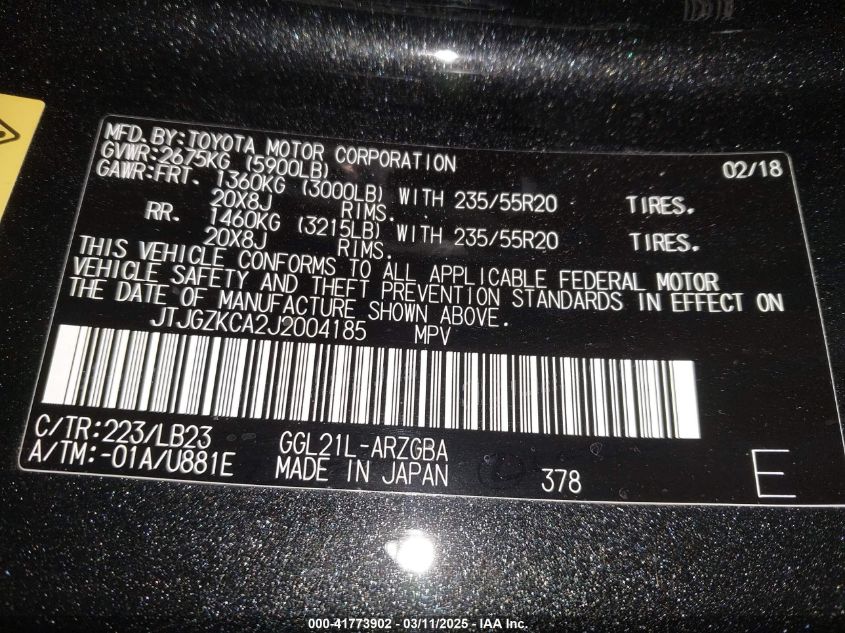 MFD. BY: TOYOTA MOTOR CORPORATION 02/18
GVWR: 2675KG (5900LB)
GAWR: FRT. 1360KG (3000LB) WITH 235/55R20 TIRES.
20X8J RIMS.
RR. 1460KG (3215LB) WITH 235/55R20 TIRES.
20X8J RIMS.
THIS VEHICLE CONFORMS TO ALL APPLICABLE FEDERAL MOTOR
VEHICLE SAFETY AND THEFT PREVENTION STANDARDS IN EFFECT ON
THE DATE OF MANUFACTURE SHOWN ABOVE.
JTJGZKCA2J2004185 MPV
C/TR: 223/LB23 GGL21L-ARZGBA
A/TM: -01A/U881E MADE IN JAPAN 378 E
000-41773902 - 03/11/2025 - IAA Inc.